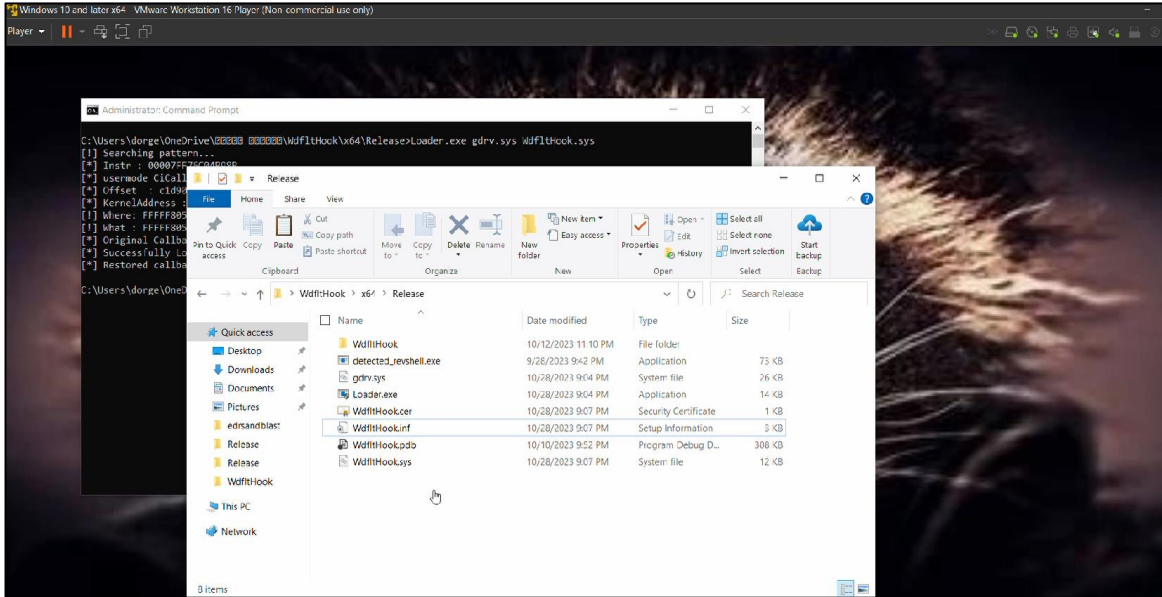 Windows 10 and later x64 - VMware Workstation 16 Player (Non-commercial use only)
Player
Administrator: Command Prompt
C:\Users\dorge\OneDrive\ \WdfltHook\x64\Release>Loader.exe gdrv.sys WdfltHook.sys
[!] Searching pattern...
[*] Instr :
[*] usermode CiCall
[*] Offset : c1d90
[*] KernelAddress :
[!] Where: FFFFF805
[!] What : FFFFF805
[*] Original Callba
[*] Successfully Lo
[*] Restored callba
C:\Users\dorge\OneD
Release
File Home Share View
Pin to Quick access
Copy
Paste
Cut
Copy path
Paste shortcut
Clipboard
Move to
Copy to
Delete
Rename
Organize
New folder
New item
Easy access
New
Properties
Open
Edit
History
Open
Select all
Select none
Invert selection
Select
Start backup
Backup
WdfltHook > x64 > Release
Search Release
Quick access
Desktop
Downloads
Documents
Pictures
edrsandblast
Release
Release
WdfltHook
This PC
Network
Name Date modified Type Size
WdfltHook 10/12/2023 11:10 PM File folder
detected_revshell.exe 9/28/2023 9:42 PM Application 73 KB
gdrv.sys 10/28/2023 9:04 PM System file 26 KB
Loader.exe 10/28/2023 9:04 PM Application 14 KB
WdfltHook.cer 10/28/2023 9:07 PM Security Certificate 1 KB
WdfltHook.inf 10/28/2023 9:07 PM Setup Information 3 KB
WdfltHook.pdb 10/10/2023 9:52 PM Program Debug D... 308 KB
WdfltHook.sys 10/28/2023 9:07 PM System file 12 KB
8 items